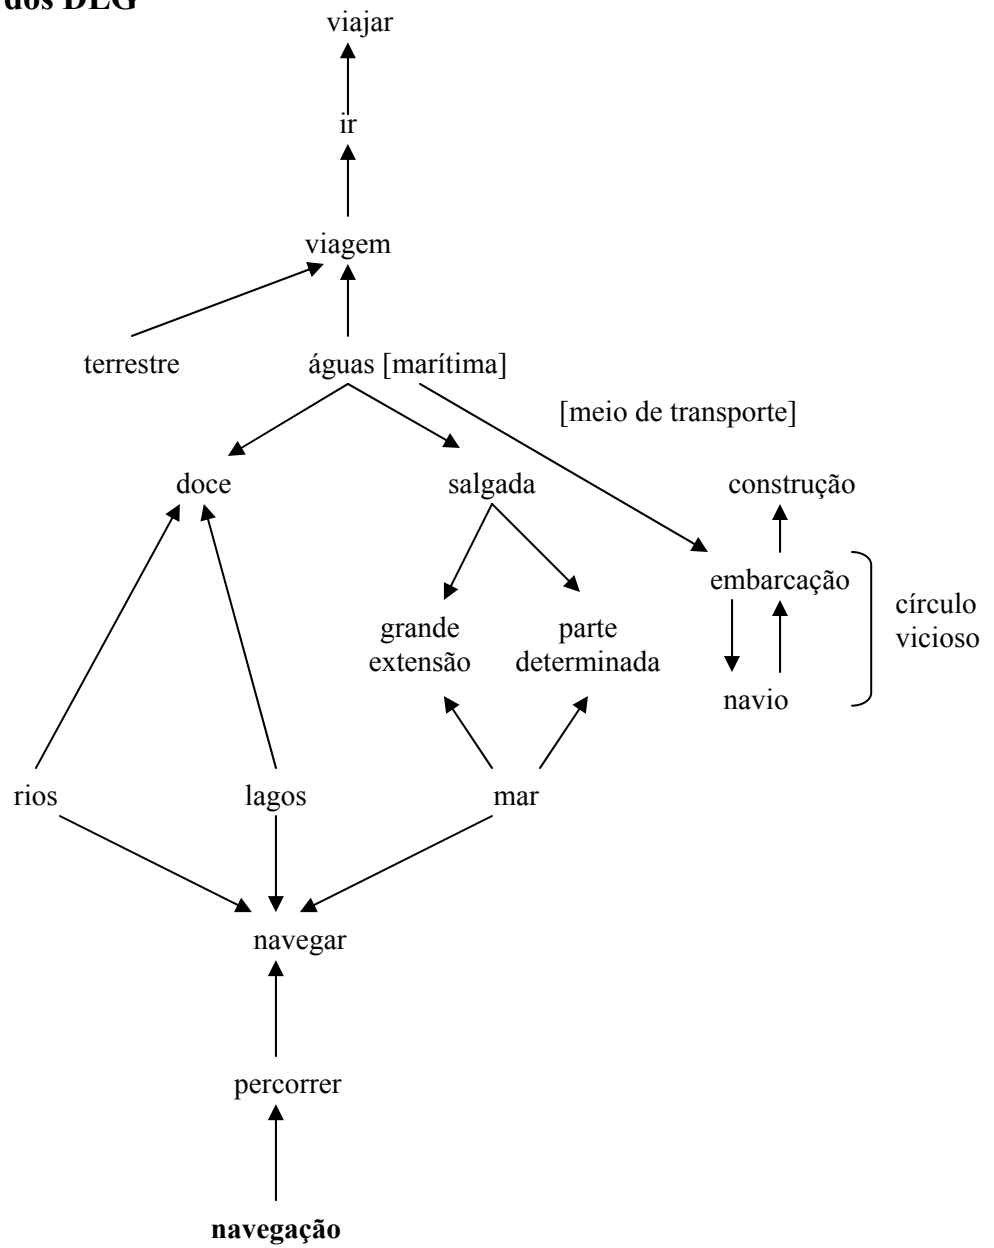 dos DEG
viajar
ir
viagem
terrestre
águas [marítima]
[meio de transporte]
doce
salgada
construção
embarcação
círculo
vicioso
grande
extensão
parte
determinada
navio
rios
lagos
mar
navegar
percorrer
navegação